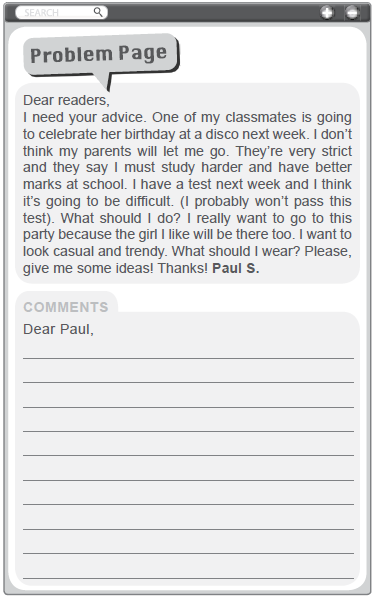 SEARCH
Problem Page
Dear readers,
I need your advice. One of my classmates is going
to celebrate her birthday at a disco next week. I don't
think my parents will let me go. They're very strict
and they say I must study harder and have better
marks at school. I have a test next week and I think
it's going to be difficult. (I probably won't pass this
test). What should I do? I really want to go to this
party because the girl I like will be there too. I want to
look casual and trendy. What should I wear? Please,
give me some ideas! Thanks! Paul S.
COMMENTS
Dear Paul,